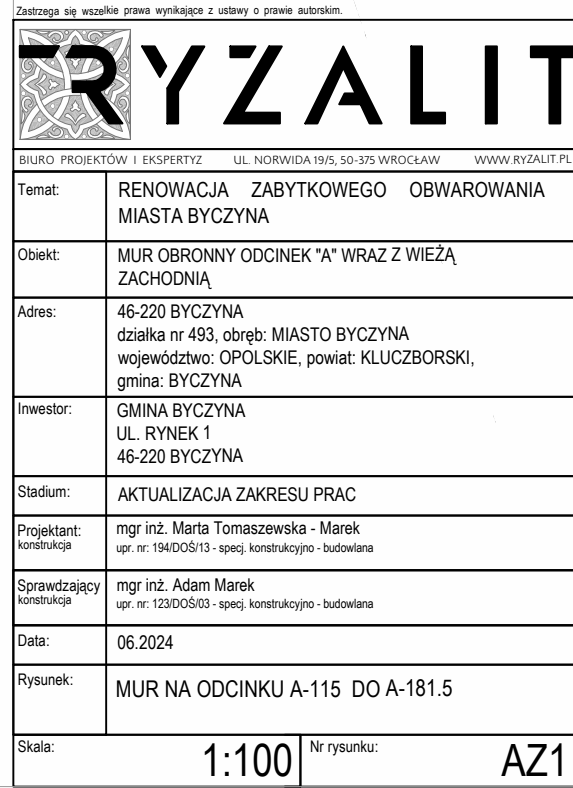 Zastrzega się wszelkie prawa wynikające z ustawy o prawie autorskim.
RYZALIT
BIURO PROJEKTÓW I EKSPERTYZ UL. NORWIDA 19/5, 50-375 WROCŁAW WWW.RYZALIT.PL
Temat: RENOWACJA ZABYTKOWEGO OBWAROWANIA
MIASTA BYCZYNA
Obiekt: MUR OBRONNY ODCINEK "A" WRAZ Z WIEŻĄ
ZACHODNIĄ
Adres: 46-220 BYCZYNA
działka nr 493, obręb: MIASTO BYCZYNA
województwo: OPOLSKIE, powiat: KLUCZBORSKI,
gmina: BYCZYNA
Inwestor: GMINA BYCZYNA
UL. RYNEK 1
46-220 BYCZYNA
Stadium: AKTUALIZACJA ZAKRESU PRAC
Projektant: mgr inż. Marta Tomaszewska - Marek
konstrukcja upr. nr: 194/DOŚ/13 - specj. konstrukcyjno - budowlana
Sprawdzający mgr inż. Adam Marek
konstrukcja upr. nr: 123/DOŚ/03 - specj. konstrukcyjno - budowlana
Data: 06.2024
Rysunek: MUR NA ODCINKU A-115 DO A-181.5
Skala: 1:100 Nr rysunku: AZ1